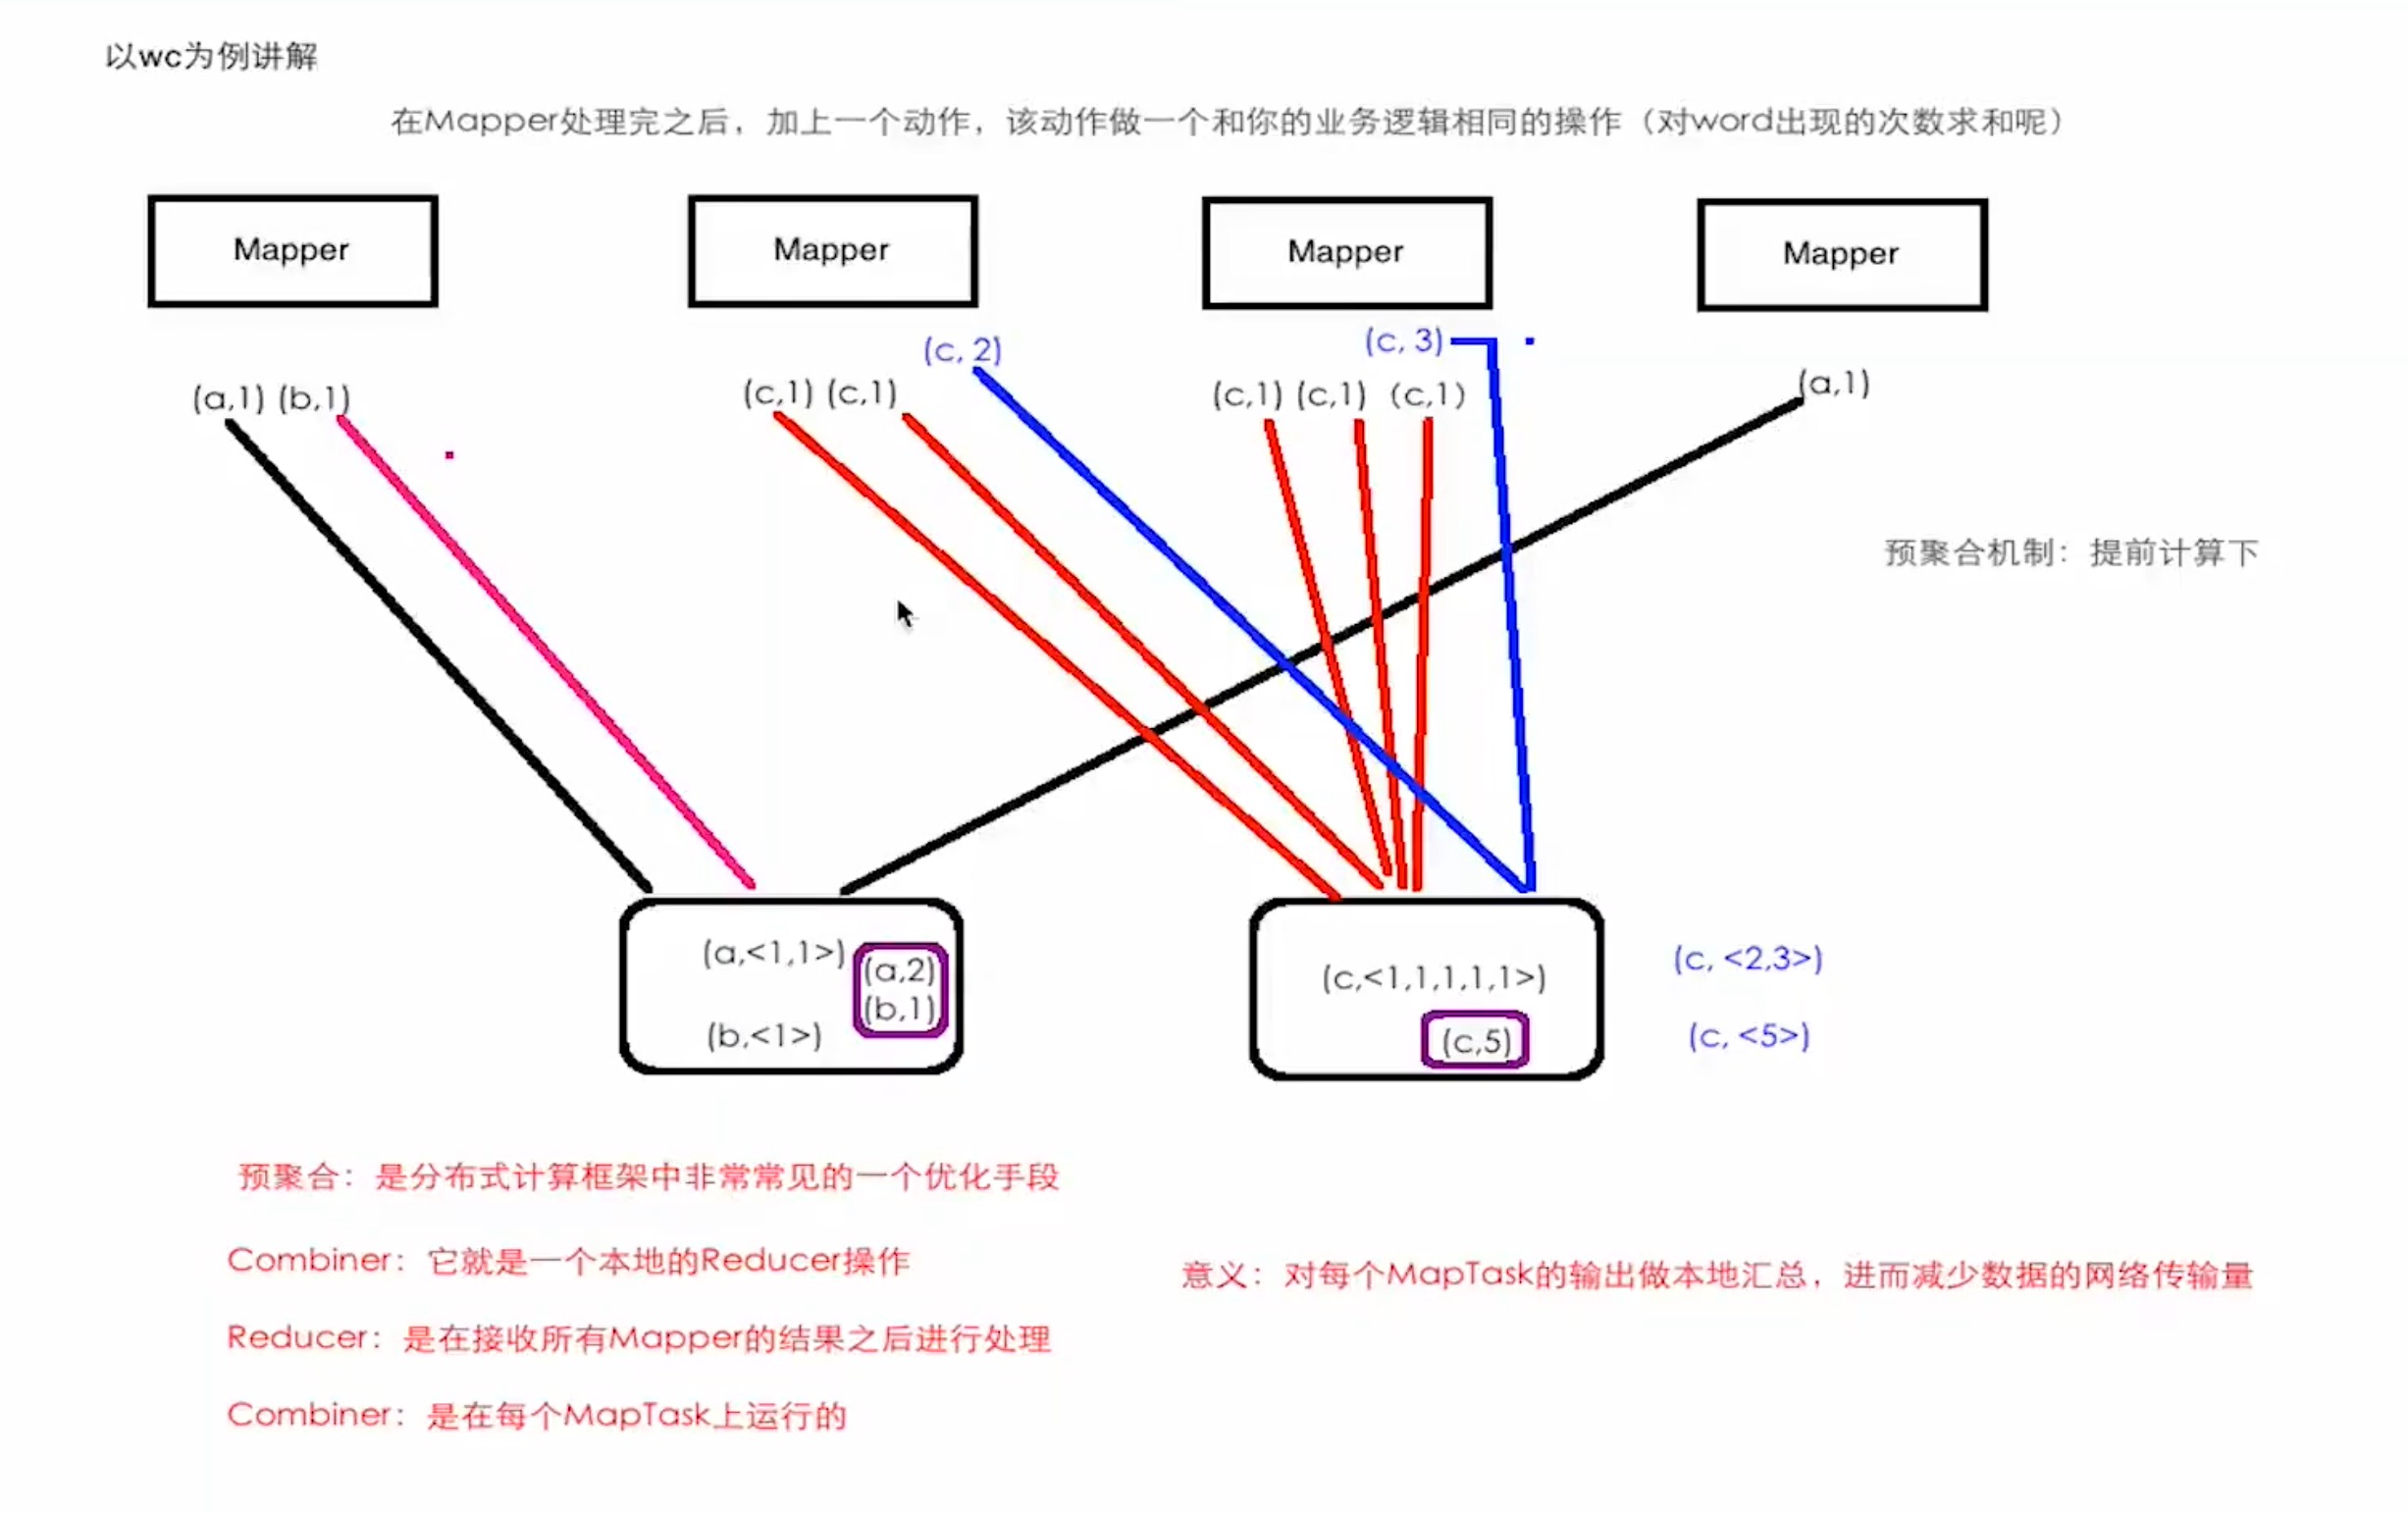 以wc为例讲解
在Mapper处理完之后，加上一个动作，该动作做一个和你的业务逻辑相同的操作（对word出现的次数求和呢）
Mapper
Mapper
Mapper
Mapper
(c, 2)
(c, 3)
(a,1) (b,1)
(c,1) (c,1)
(c,1) (c,1) (c,1)
(a,1)
预聚合机制：提前计算下
(a,<1,1>)
(a,2)
(b,1)
(b,<1>)
(c,<1,1,1,1,1>)
(c,5)
(c, <2,3>)
(c, <5>)
预聚合：是分布式计算框架中非常常见的一个优化手段
Combiner：它就是一个本地的Reducer操作
意义：对每个MapTask的输出做本地汇总，进而减少数据的网络传输量
Reducer：是在接收所有Mapper的结果之后进行处理
Combiner：是在每个MapTask上运行的